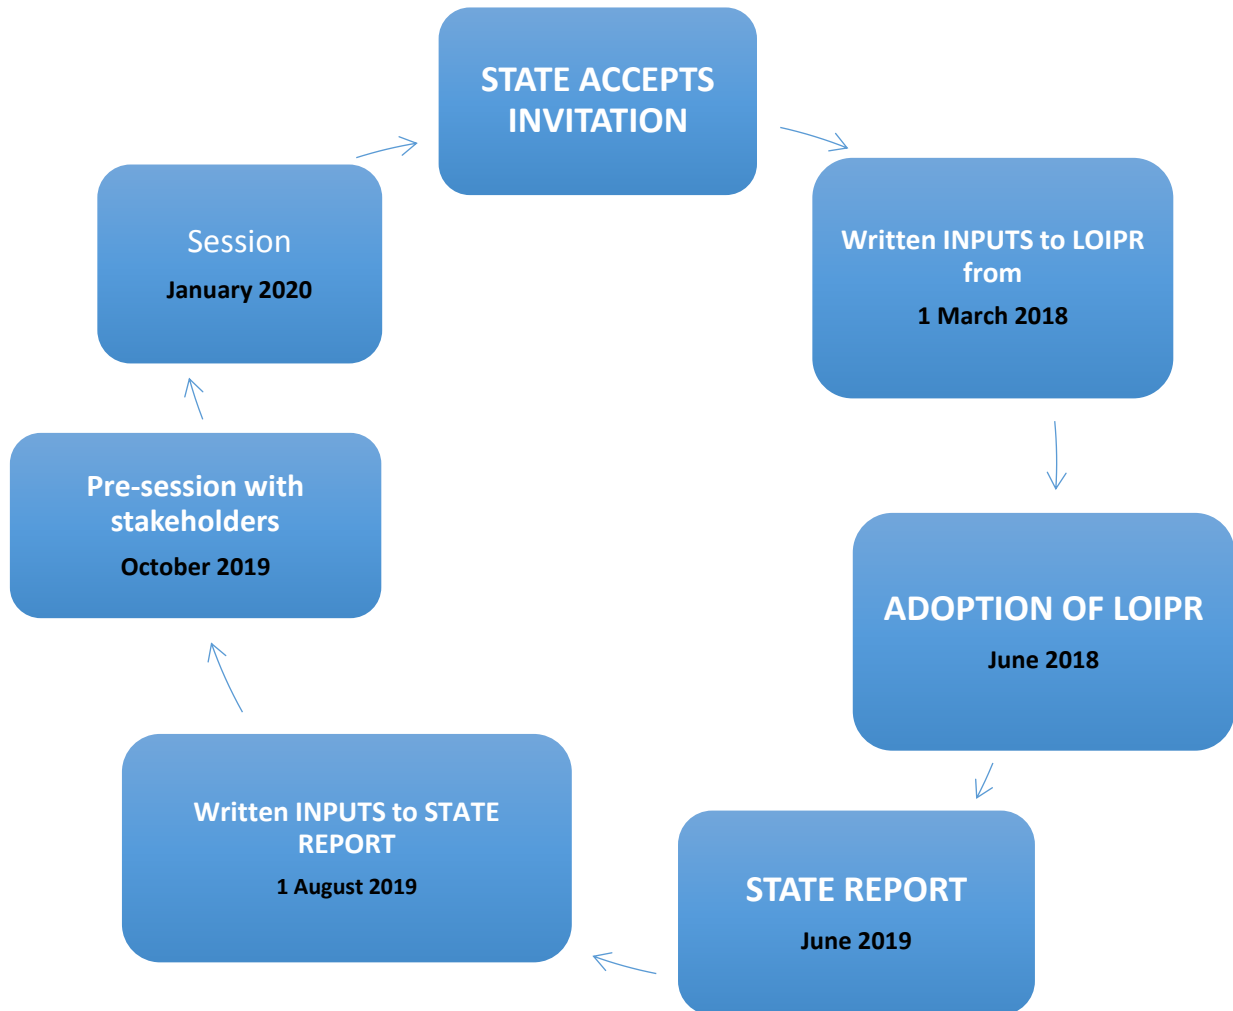 STATE ACCEPTS
INVITATION
Written INPUTS to LOIPR
from
1 March 2018
ADOPTION OF LOIPR
June 2018
STATE REPORT
June 2019
Written INPUTS to STATE
REPORT
1 August 2019
Pre-session with
stakeholders
October 2019
Session
January 2020